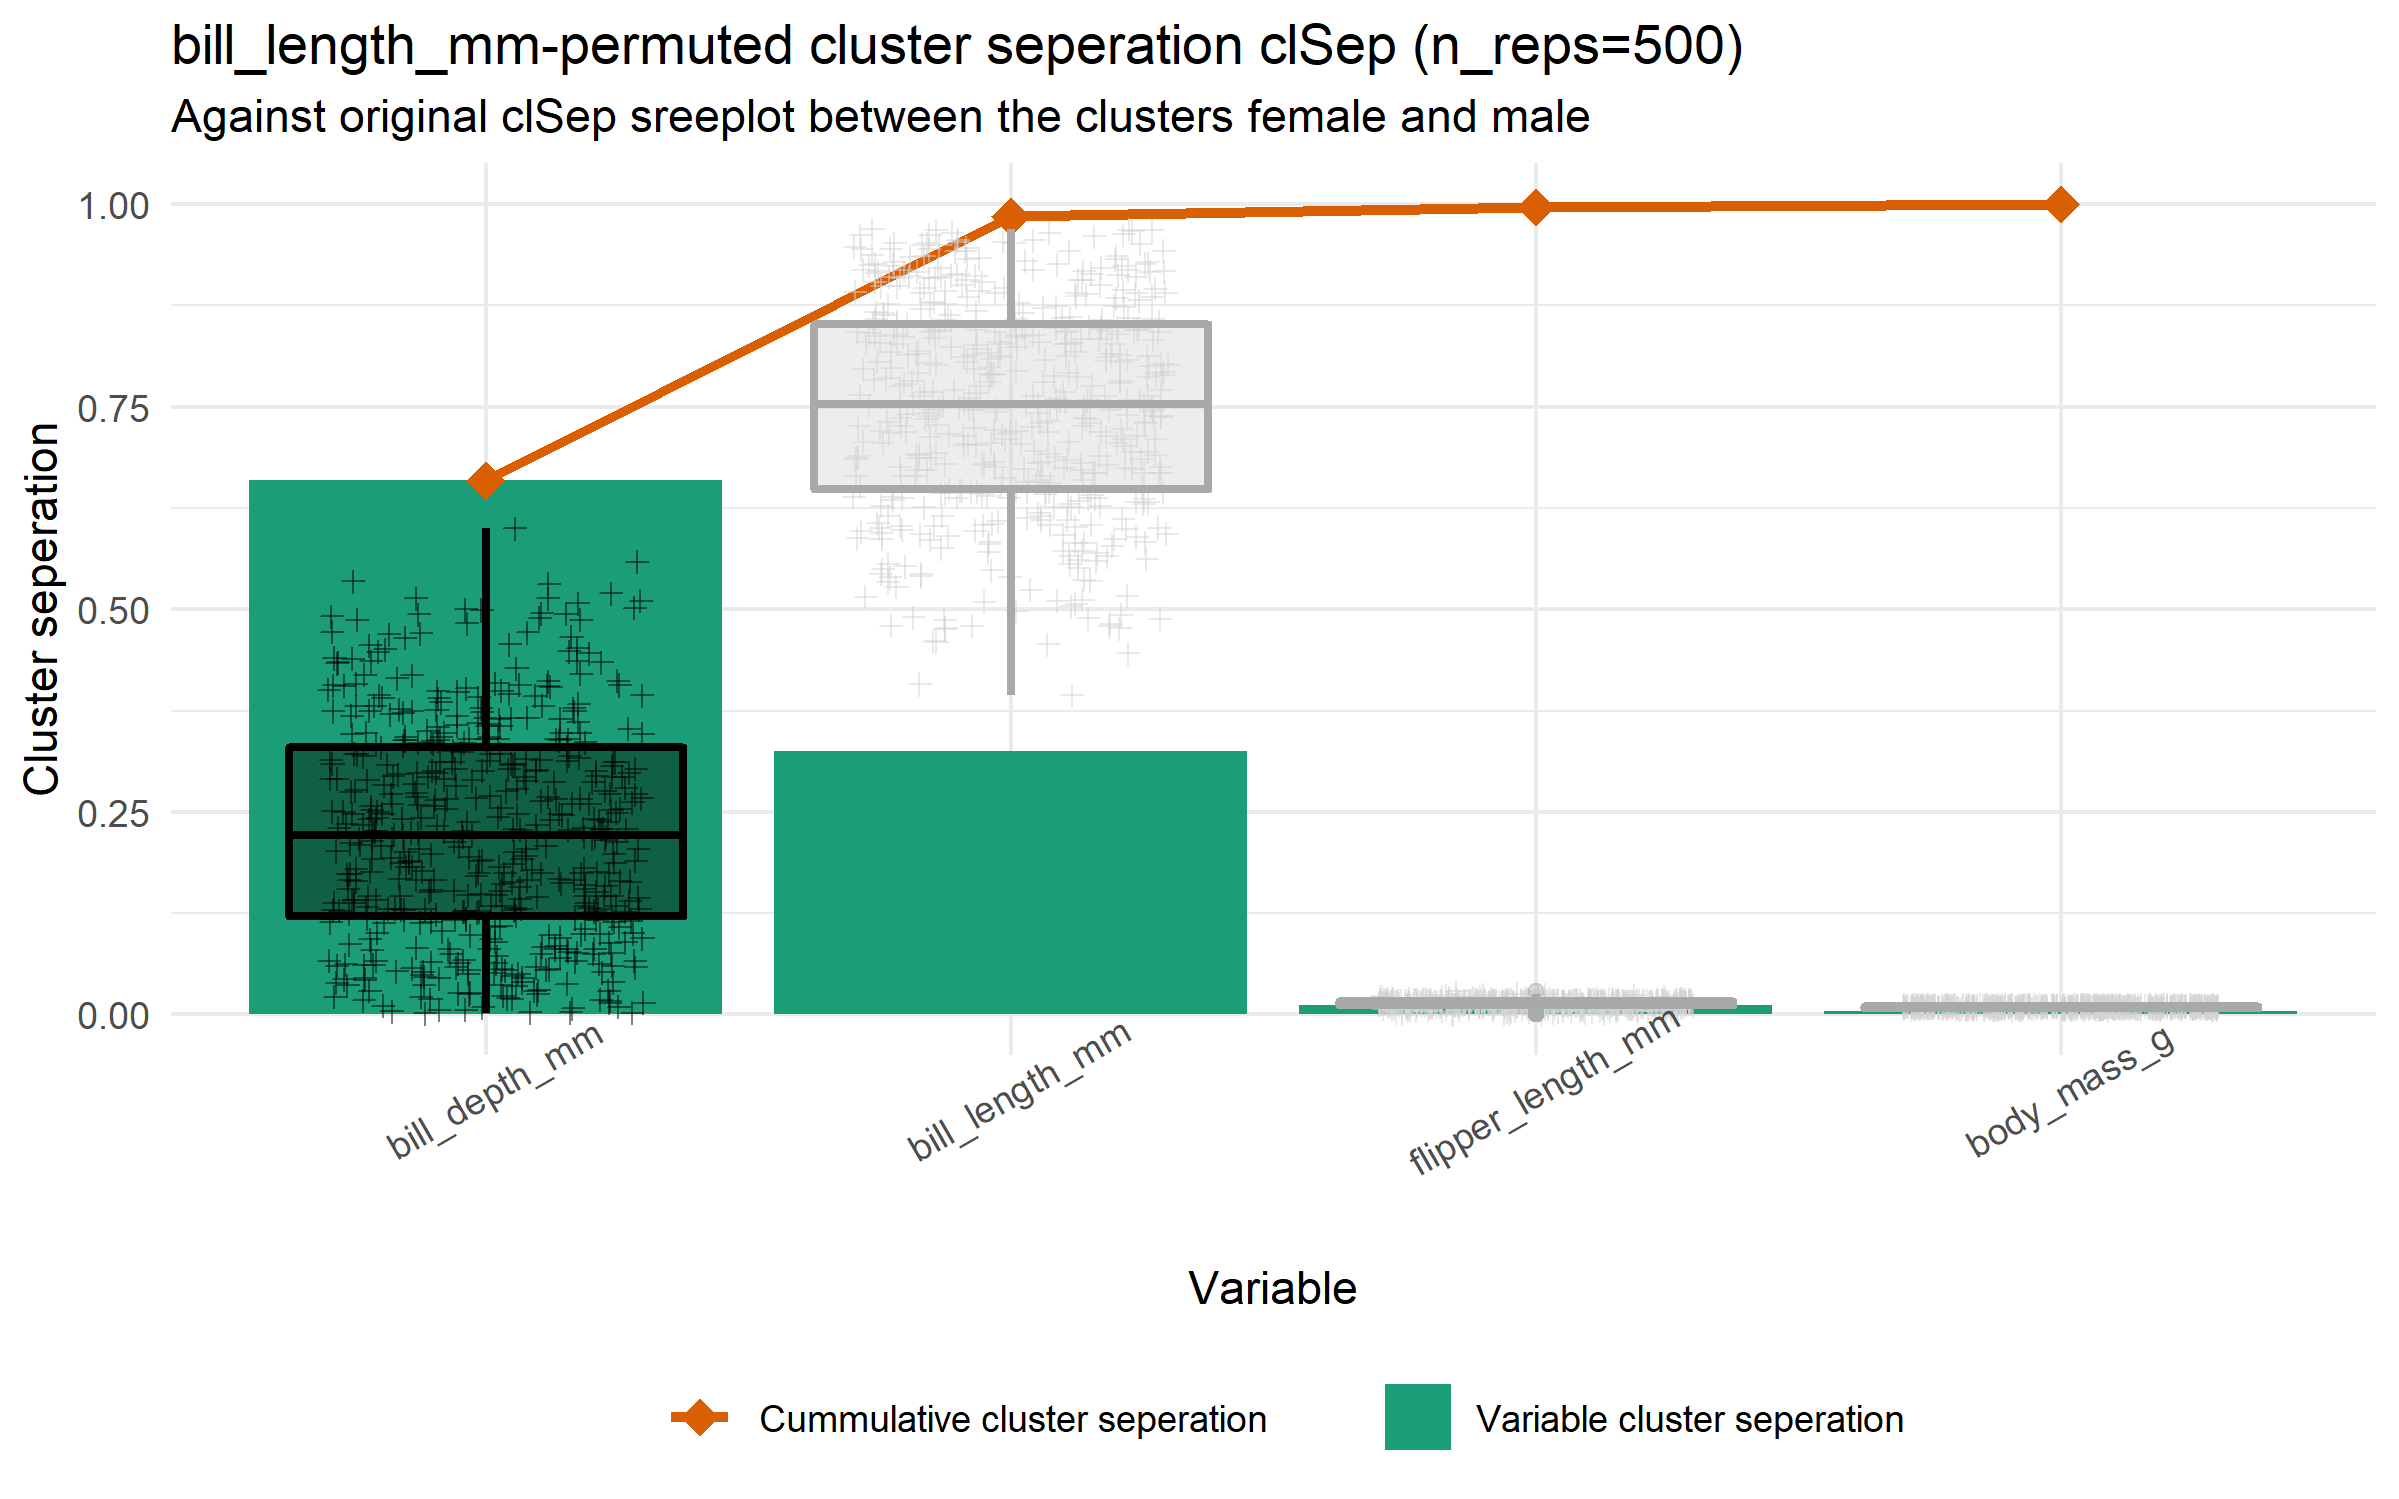 bill_length_mm-permuted cluster seperation clSep (n_reps=500)
Against original clSep sreeplot between the clusters female and male
Cluster seperation
1.00
0.75
0.50
0.25
0.00
bill_depth_mm
bill_length_mm
flipper_length_mm
body_mass_g
Variable
Cummulative cluster seperation
Variable cluster seperation